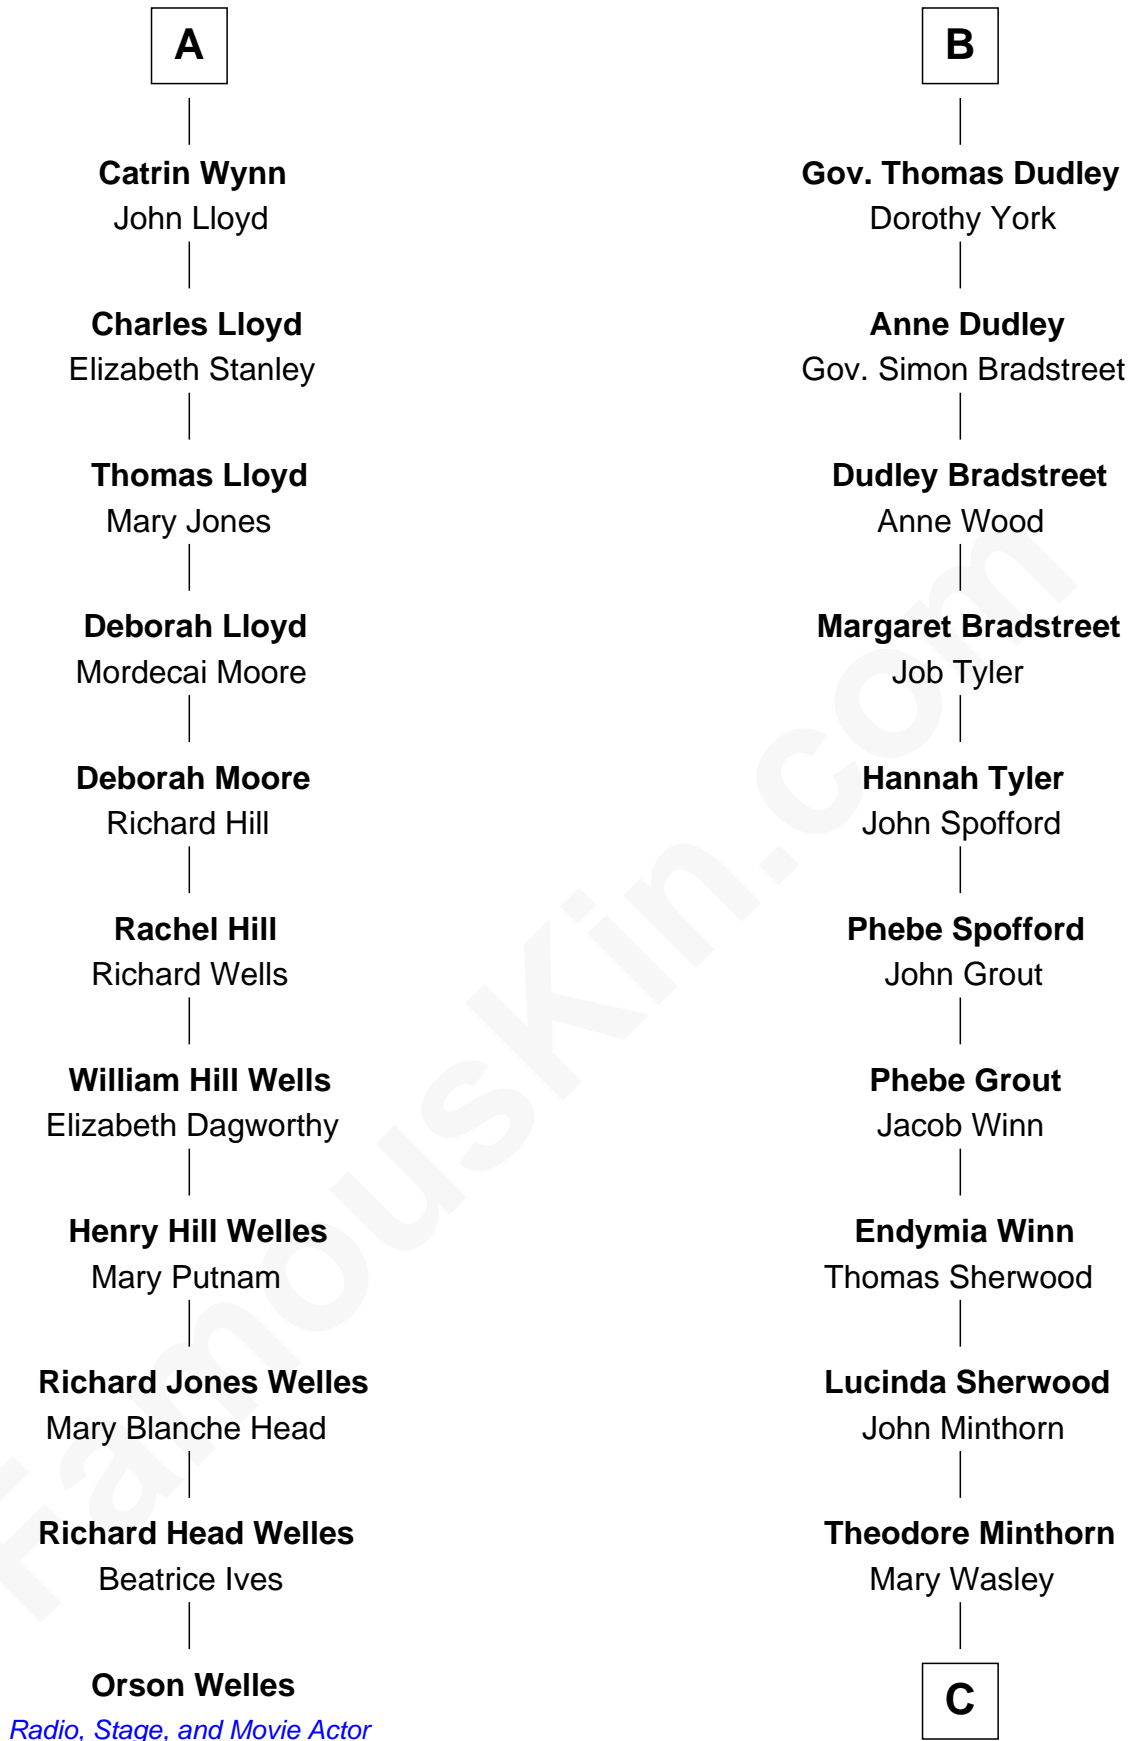 A
Catrin Wynn
John Lloyd
Charles Lloyd
Elizabeth Stanley
Thomas Lloyd
Mary Jones
Deborah Lloyd
Mordecai Moore
Deborah Moore
Richard Hill
Rachel Hill
Richard Wells
William Hill Wells
Elizabeth Dagworthy
Henry Hill Welles
Mary Putnam
Richard Jones Welles
Mary Blanche Head
Richard Head Welles
Beatrice Ives
Orson Welles
Radio, Stage, and Movie Actor
B
Gov. Thomas Dudley
Dorothy York
Anne Dudley
Gov. Simon Bradstreet
Dudley Bradstreet
Anne Wood
Margaret Bradstreet
Job Tyler
Hannah Tyler
John Spofford
Phebe Spofford
John Grout
Phebe Grout
Jacob Winn
Endymia Winn
Thomas Sherwood
Lucinda Sherwood
John Minthorn
Theodore Minthorn
Mary Wasley
C
FamousKin.com